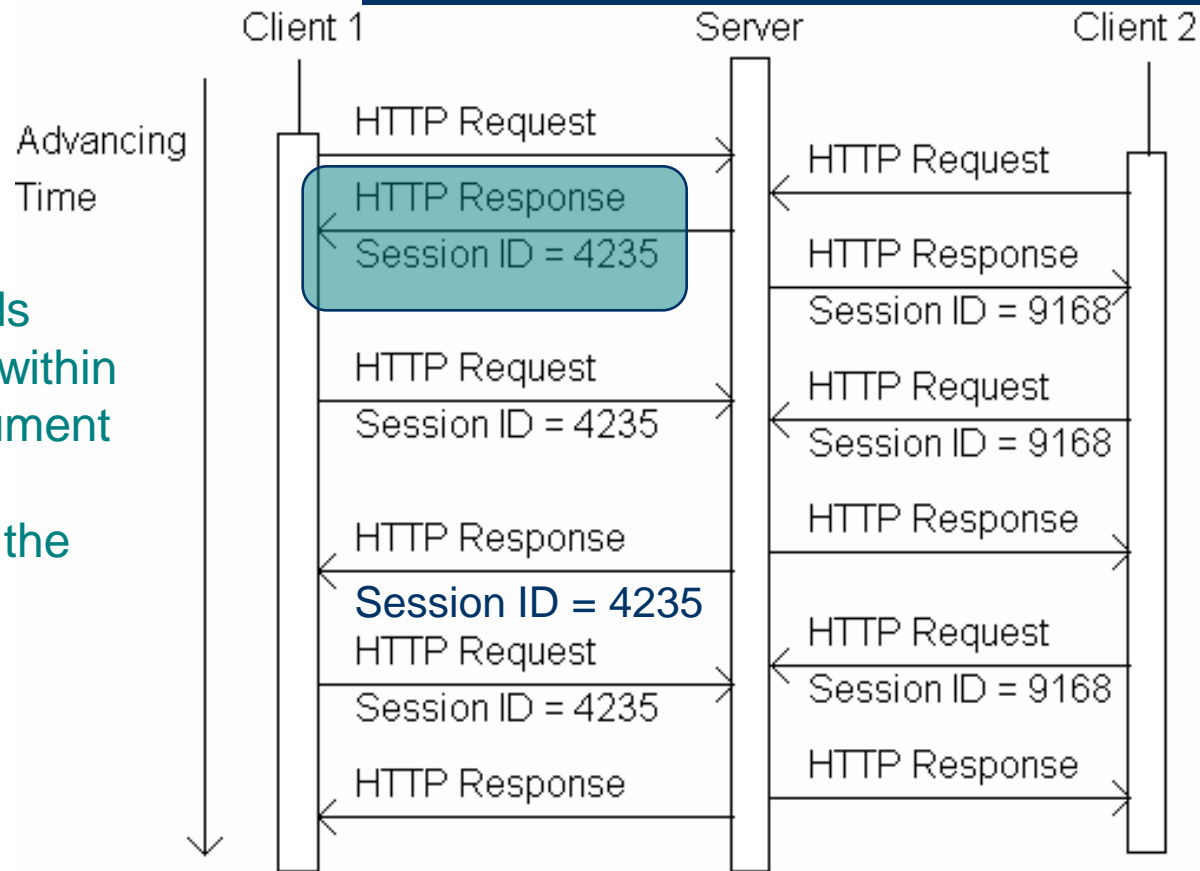 Client 1
Server
Client 2
Advancing
Time
HTTP Request
HTTP Request
HTTP Response
Session ID = 4235
HTTP Response
Session ID = 9168
within
ument
the
HTTP Request
Session ID = 4235
HTTP Request
Session ID = 9168
HTTP Response
HTTP Response
Session ID = 4235
HTTP Request
Session ID = 4235
HTTP Request
Session ID = 9168
HTTP Response
HTTP Response